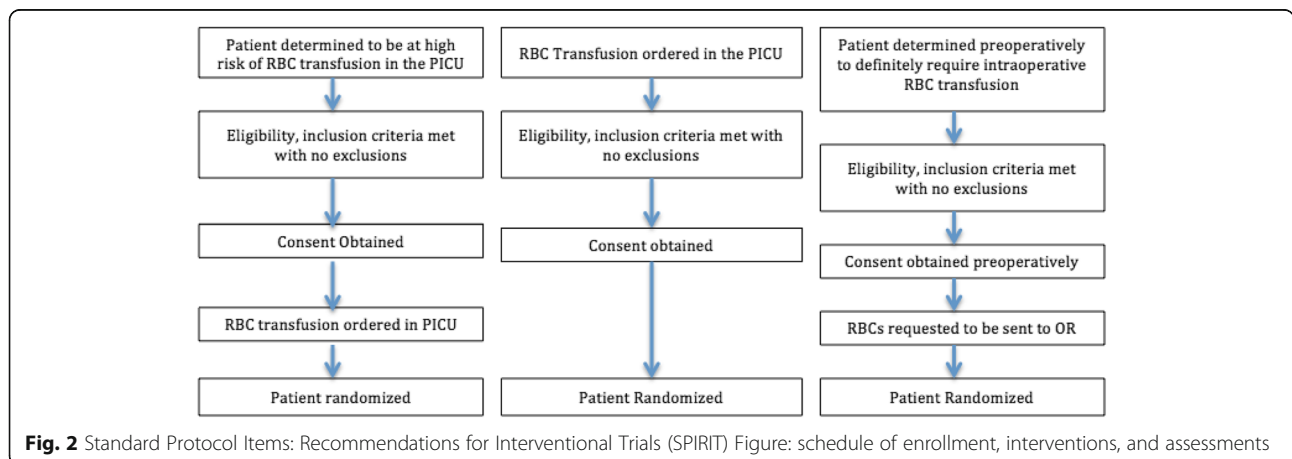 Patient determined to be at high
risk of RBC transfusion in the PICU
Eligibility, inclusion criteria met
with no exclusions
Consent Obtained
RBC transfusion ordered in PICU
Patient randomized
RBC Transfusion ordered in the PICU
Eligibility, inclusion criteria met with
no exclusions
Consent obtained
Patient Randomized
Patient determined preoperatively
to definitely require intraoperative
RBC transfusion
Eligibility, inclusion criteria met
with no exclusions
Consent obtained preoperatively
RBCs requested to be sent to OR
Patient Randomized
Fig. 2 Standard Protocol Items: Recommendations for Interventional Trials (SPIRIT) Figure: schedule of enrollment, interventions, and assessments